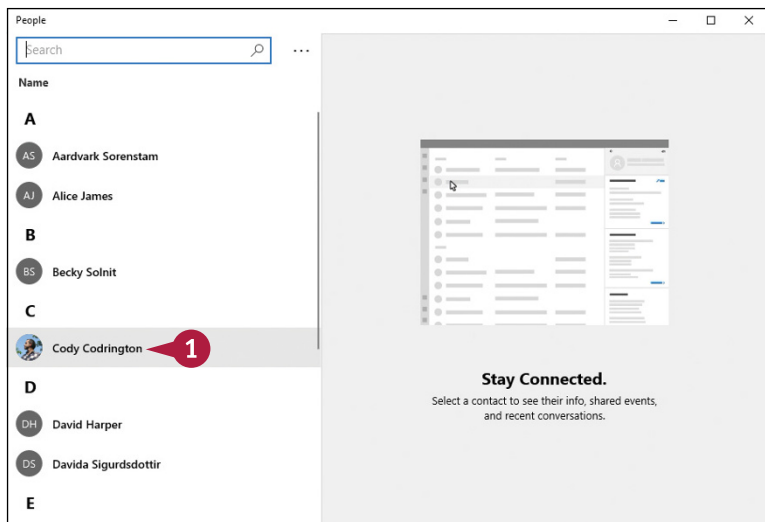 People
Search
...
Name
A
AS Aardvark Sorenstam
AJ Alice James
B
BS Becky Solnit
C
Cody Codrington 1
D
DH David Harper
DS Davida Sigurdsdottir
E
Stay Connected.
Select a contact to see their info, shared events,
and recent conversations.